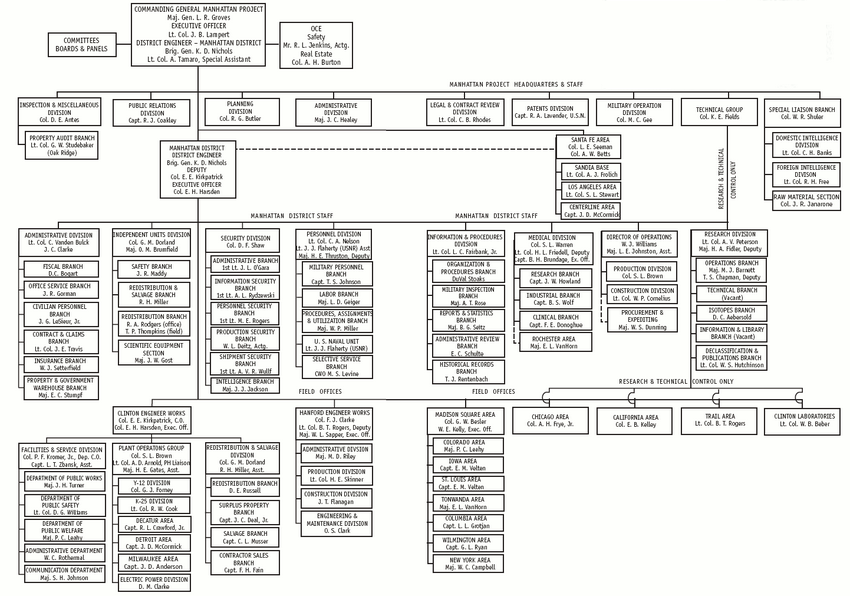 COMMANDING GENERAL MANHATTAN PROJECT
Maj. Gen. L. R. Groves
EXECUTIVE OFFICER
Lt. Col. J. B. Lampert
DISTRICT ENGINEER – MANHATTAN DISTRICT
Brig. Gen. K. D. Nichols
Lt. Col. A. Tamaro, Special Assistant
COMMITTEES
BOARDS & PANELS
OCE
Safety
Mr. R. L. Jenkins, Actg.
Real Estate
Col. A. H. Burton
MANHATTAN PROJECT HEADQUARTERS & STAFF
INSPECTION & MISCELLANEOUS
DIVISION
Col. D. E. Antes
PROPERTY AUDIT BRANCH
Lt. Col. G. W. Studebaker
(Oak Ridge)
PUBLIC RELATIONS
DIVISION
Capt. R. J. Coakley
PLANNING
DIVISION
Col. R. G. Butler
ADMINISTRATIVE
DIVISION
Maj. J. C. Healey
LEGAL & CONTRACT REVIEW
DIVISION
Lt. Col. C. B. Rhodes
PATENTS DIVISION
Capt. R. A. Lavender, U.S.N.
MILITARY OPERATION
DIVISION
Col. M. C. Gee
TECHNICAL GROUP
Col. K. E. Fields
SPECIAL LIAISON BRANCH
Col. W. R. Shuler
DOMESTIC INTELLIGENCE
DIVISION
Lt. Col. C. H. Banks
FOREIGN INTELLIGENCE
DIVISON
Lt. Col. R. H. Free
RAW MATERIAL SECTION
Col. J. R. Janarone
MANHATTAN DISTRICT
DISTRICT ENGINEER
Brig. Gen. K. D. Nichols
DEPUTY
Col. E. E. Kirkpatrick
EXECUTIVE OFFICER
Col. E. H. Harsden
SANTA FE AREA
Col. L. E. Seeman
Col. A. W. Betts
SANDIA BASE
Lt. Col. A. J. Frolich
LOS ANGELES AREA
Lt. Col. S. L. Stewart
CENTERLINE AREA
Capt. J. D. McCormick
RESEARCH & TECHNICAL
CONTROL ONLY
MANHATTAN DISTRICT STAFF
MANHATTAN DISTRICT STAFF
ADMINISTRATIVE DIVISION
Lt. Col. C. Vanden Bulck
J. C. Clarke
FISCAL BRANCH
D.C. Bogart
OFFICE SERVICE BRANCH
J. R. Gorman
CIVILIAN PERSONNEL
BRANCH
J. G. LeSieur, Jr.
CONTRACT & CLAIMS
BRANCH
Lt. Col. J. E. Travis
INSURANCE BRANCH
W. J. Setterfield
PROPERTY & GOVERNMENT
WAREHOUSE BRANCH
Maj. E. C. Stumpf
INDEPENDENT UNITS DIVISION
Col. G. M. Dorland
Maj. O. M. Brumfield
SAFETY BRANCH
J. R. Maddy
REDISTRIBUTION &
SALVAGE BRANCH
R. H. Miller
REDISTRIBUTION BRANCH
R. A. Rodgers (office)
T. P. Thompkins (field)
SCIENTIFIC EQUIPMENT
SECTION
Maj. J. W. Gost
SECURITY DIVISION
Col. D. F. Shaw
ADMINISTRATIVE BRANCH
1st Lt. J. L. O'Gara
INFORMATION SECURITY
BRANCH
1st Lt. A. L. Rydzewski
PERSONNEL SECURITY
BRANCH
1st Lt. M. E. Rogers
PRODUCTION SECURITY
BRANCH
W. L. Deitz, Actg.
SHIPMENT SECURITY
BRANCH
1st Lt. A. V. R. Wulff
INTELLIGENCE BRANCH
Maj. J. J. Jackson
PERSONNEL DIVISION
Lt. Col. C. A. Nelson
Lt. J. J. Flaherty (USNR) Asst
Maj. H. E. Thruston, Deputy
MILITARY PERSONNEL
BRANCH
Capt. T. S. Johnson
LABOR BRANCH
Maj. L. D. Geiger
PROCEDURES, ASSIGNMENTS
& UTILIZATION BRANCH
Maj. W. P. Miller
U. S. NAVAL UNIT
Lt. J. J. Flaherty (USNR)
SELECTIVE SERVICE
BRANCH
CWO M. S. Levine
INFORMATION & PROCEDURES
DIVISION
Lt. Col. L. C. Fairbank, Jr.
ORGANIZATION &
PROCEDURES BRANCH
DuVal Stoaks
MILITARY INSPECTION
BRANCH
Maj. A. T. Rose
REPORTS & STATISTICS
BRANCH
Maj. B. G. Seitz
ADMINISTRATIVE REVIEW
BRANCH
E. C. Schulte
HISTORICAL RECORDS
BRANCH
T. J. Rentenbach
MEDICAL DIVISION
Col. S. L. Warren
Lt. Col. H. L. Friedell, Deputy
Capt. B. H. Brundage, Ex. Off.
RESEARCH BRANCH
Capt. J. W. Howland
INDUSTRIAL BRANCH
Capt. B. S. Wolf
CLINICAL BRANCH
Capt. F. E. Donoghue
ROCHESTER AREA
Maj. E. L. VanHorn
DIRECTOR OF OPERATIONS
W. J. Williams
Maj. L. E. Johnston, Asst.
PRODUCTION DIVISION
Col. S. L. Brown
CONSTRUCTION DIVISION
Lt. Col. W. P. Cornelius
PROCUREMENT &
EXPEDITING
Maj. W. S. Dunning
RESEARCH DIVISION
Lt. Col. A. V. Peterson
Maj. H. A. Fidler, Deputy
OPERATIONS BRANCH
Maj. M. J. Barnett
T. S. Chapman, Deputy
TECHNICAL BRANCH
(Vacant)
ISOTOPES BRANCH
D. C. Aebersold
INFORMATION & LIBRARY
BRANCH (Vacant)
DECLASSIFICATION &
PUBLICATIONS BRANCH
Lt. Col. W. S. Hutchinson
FIELD OFFICES
FIELD OFFICES
RESEARCH & TECHNICAL CONTROL ONLY
CLINTON ENGINEER WORKS
Col. E. E. Kirkpatrick, C.O.
Col. E. H. Harsden, Exec. Off.
HANFORD ENGINEER WORKS
Col. F. J. Clarke
Lt. Col. B. T. Rogers, Deputy
Maj. W. L. Sapper, Exec. Off.
ADMINISTRATIVE DIVSION
Maj. M. D. Riley
PRODUCTION DIVISION
Lt. Col. H. E. Skinner
CONSTRUCTION DIVISION
J. T. Flanagan
ENGINEERING &
MAINTENANCE DIVISION
O. S. Clark
MADISON SQUARE AREA
Col. G. W. Beeler
W. E. Kelly, Exec. Off.
COLORADO AREA
Maj. P. C. Leahy
IOWA AREA
Capt. E. M. Velten
ST. LOUIS AREA
Capt. E. M. Velten
TONWANDA AREA
Maj. E. L. VanHorn
COLUMBIA AREA
Capt. L. L. Grotjan
WILMINGTON AREA
Capt. G. L. Ryan
NEW YORK AREA
Maj. W. C. Campbell
CHICAGO AREA
Col. A. H. Frye, Jr.
CALIFORNIA AREA
Col. E. B. Kelley
TRAIL AREA
Lt. Col. B. T. Rogers
CLINTON LABORATORIES
Lt. Col. W. B. Beber
FACILITIES & SERVICE DIVISION
Col. P. F. Kromer, Jr., Dep. C.O.
Capt. L. T. Zbansk, Asst.
DEPARTMENT OF PUBLIC WORKS
Maj. J. H. Turner
DEPARTMENT OF
PUBLIC SAFETY
Lt. Col. D. G. Williams
DEPARTMENT OF
PUBLIC WELFARE
Maj. P. C. Leahy
ADMINISTRATIVE DEPARTMENT
W. C. Rothermel
COMMUNICATION DEPARTMENT
Maj. S. H. Johnson
PLANT OPERATONS GROUP
Col. S. L. Brown
Lt. Col. A. D. Arnold, PH Liaison
Maj. H. E. Gates, Asst.
Y-12 DIVISION
Col. G. J. Forney
K-25 DIVISION
Lt. Col. R. W. Cook
DECATUR AREA
Capt. R. L. Crawford, Jr.
DETROIT AREA
Capt. J. D. McCormick
MILWAUKEE AREA
Capt. J. D. Anderson
ELECTRIC POWER DIVISION
D. M. Clarke
REDISTRIBUTION & SALVAGE
DIVISION
Col. G. M. Dorland
R. H. Miller, Asst.
REDISTRIBUTION BRANCH
D. E. Russell
SURPLUS PROPERTY
BRANCH
Capt. J. C. Deal, Jr.
SALVAGE BRANCH
Capt. C. L. Musser
CONTRACTOR SALES
BRANCH
Capt. F. H. Fain